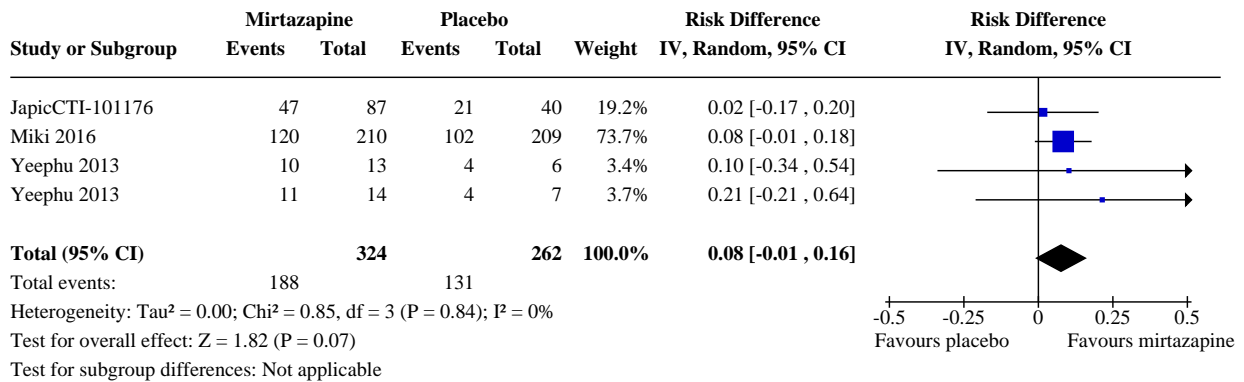 Mirtazapine Placebo Risk Difference Risk Difference
Study or Subgroup Events Total Events Total Weight IV, Random, 95% CI IV, Random, 95% CI
JapicCTI-101176 47 87 21 40 19.2% 0.02 [-0.17 , 0.20]
Miki 2016 120 210 102 209 73.7% 0.08 [-0.01 , 0.18]
Yeephu 2013 10 13 4 6 3.4% 0.10 [-0.34 , 0.54]
Yeephu 2013 11 14 4 7 3.7% 0.21 [-0.21 , 0.64]
Total (95% CI) 324 262 100.0% 0.08 [-0.01 , 0.16]
Total events: 188 131
Heterogeneity: Tau² = 0.00; Chi² = 0.85, df = 3 (P = 0.84); I² = 0%
-0.5 -0.25 0 0.25 0.5
Test for overall effect: Z = 1.82 (P = 0.07)
Favours placebo Favours mirtazapine
Test for subgroup differences: Not applicable